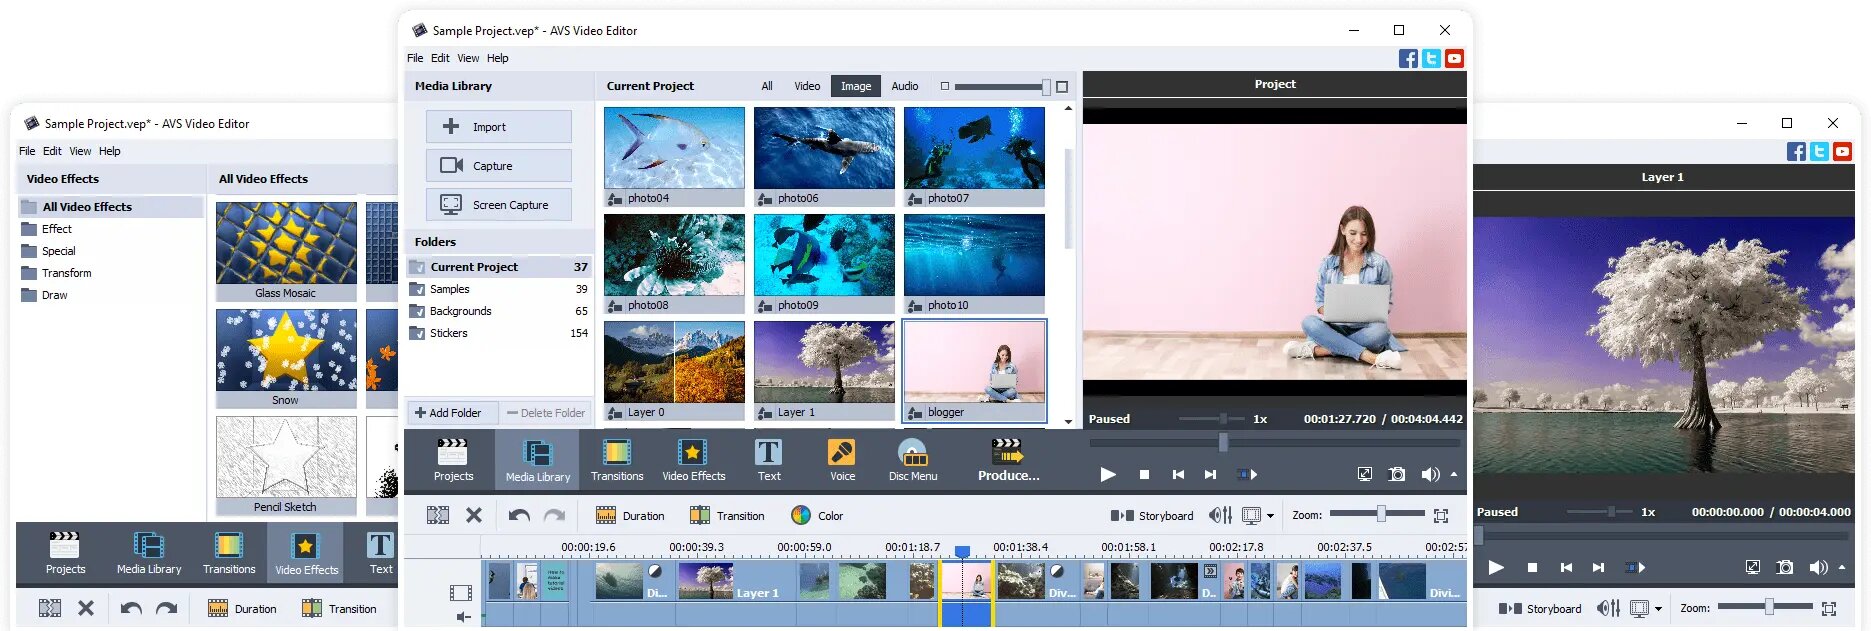 Sample Project.vep* - AVS Video Editor
File Edit View Help
Video Effects
All Video Effects
Effect
Special
Transform
Draw
All Video Effects
Glass Mosaic
Snow
Pencil Sketch
Projects Media Library Transitions Video Effects Text
Duration Transition
Sample Project.vep* - AVS Video Editor
File Edit View Help
Media Library
Import
Capture
Screen Capture
Folders
Current Project 37
Samples 39
Backgrounds 65
Stickers 154
Add Folder Delete Folder
Current Project All Video Image Audio
photo04 photo06 photo07
photo08 photo09 photo10
Layer 0 Layer 1 blogger
Project
Paused 1x 00:01:27.720 / 00:04:04.442
Projects Media Library Transitions Video Effects Text Voice Disc Menu Produce...
Duration Transition Color Storyboard Zoom:
00:00:19.6 00:00:39.3 00:00:59.0 00:01:18.7 00:01:38.4 00:01:58.1 00:02:17.8 00:02:37.5 00:02:57
How to
make
tutorial
videos
Di... Layer 1 Div... D.. Divi...
Layer 1
Paused 1x 00:00:00.000 / 00:00:04.000
Storyboard Zoom: